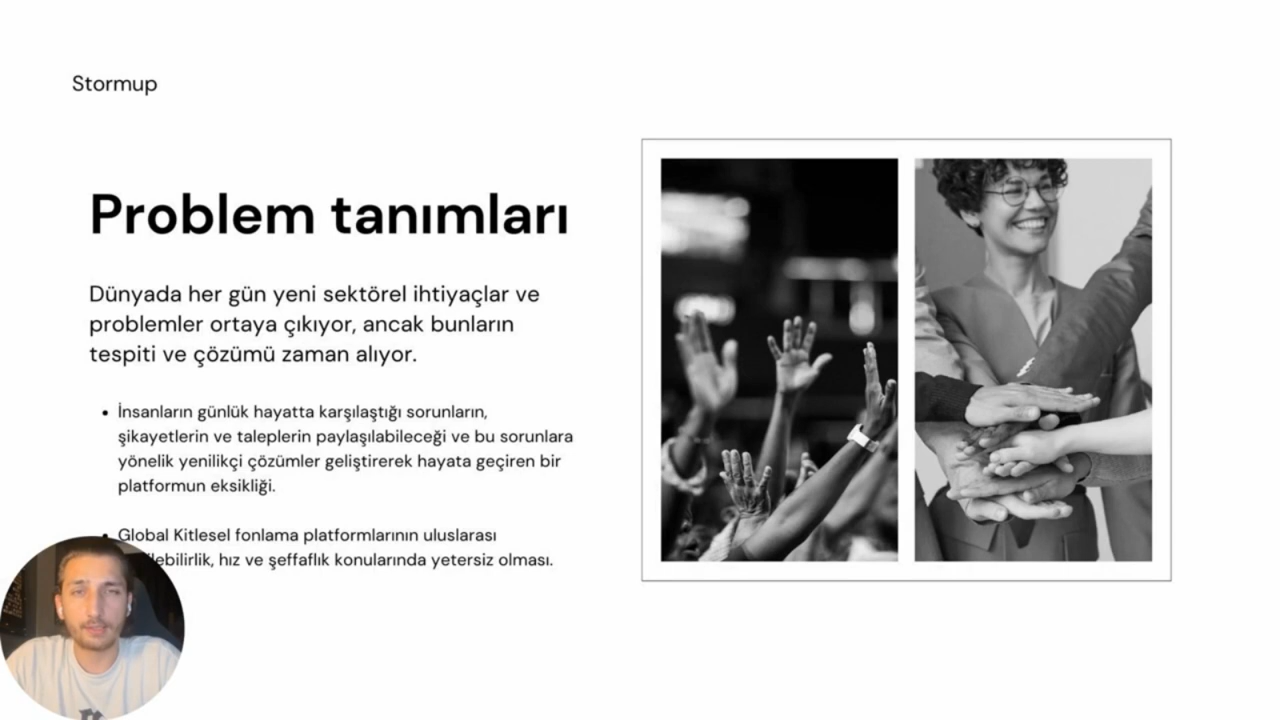 Stormup
Problem tanımları
Dünyada her gün yeni sektörel ihtiyaçlar ve
problemler ortaya çıkıyor, ancak bunların
tespiti ve çözümü zaman alıyor.
• İnsanların günlük hayatta karşılaştığı sorunların,
şikayetlerin ve taleplerin paylaşılabileceği ve bu sorunlara
yönelik yenilikçi çözümler geliştirerek hayata geçiren bir
platformun eksikliği.
• Global Kitlesel fonlama platformlarının uluslarası
hız ve şeffaflık konularında yetersiz olması.